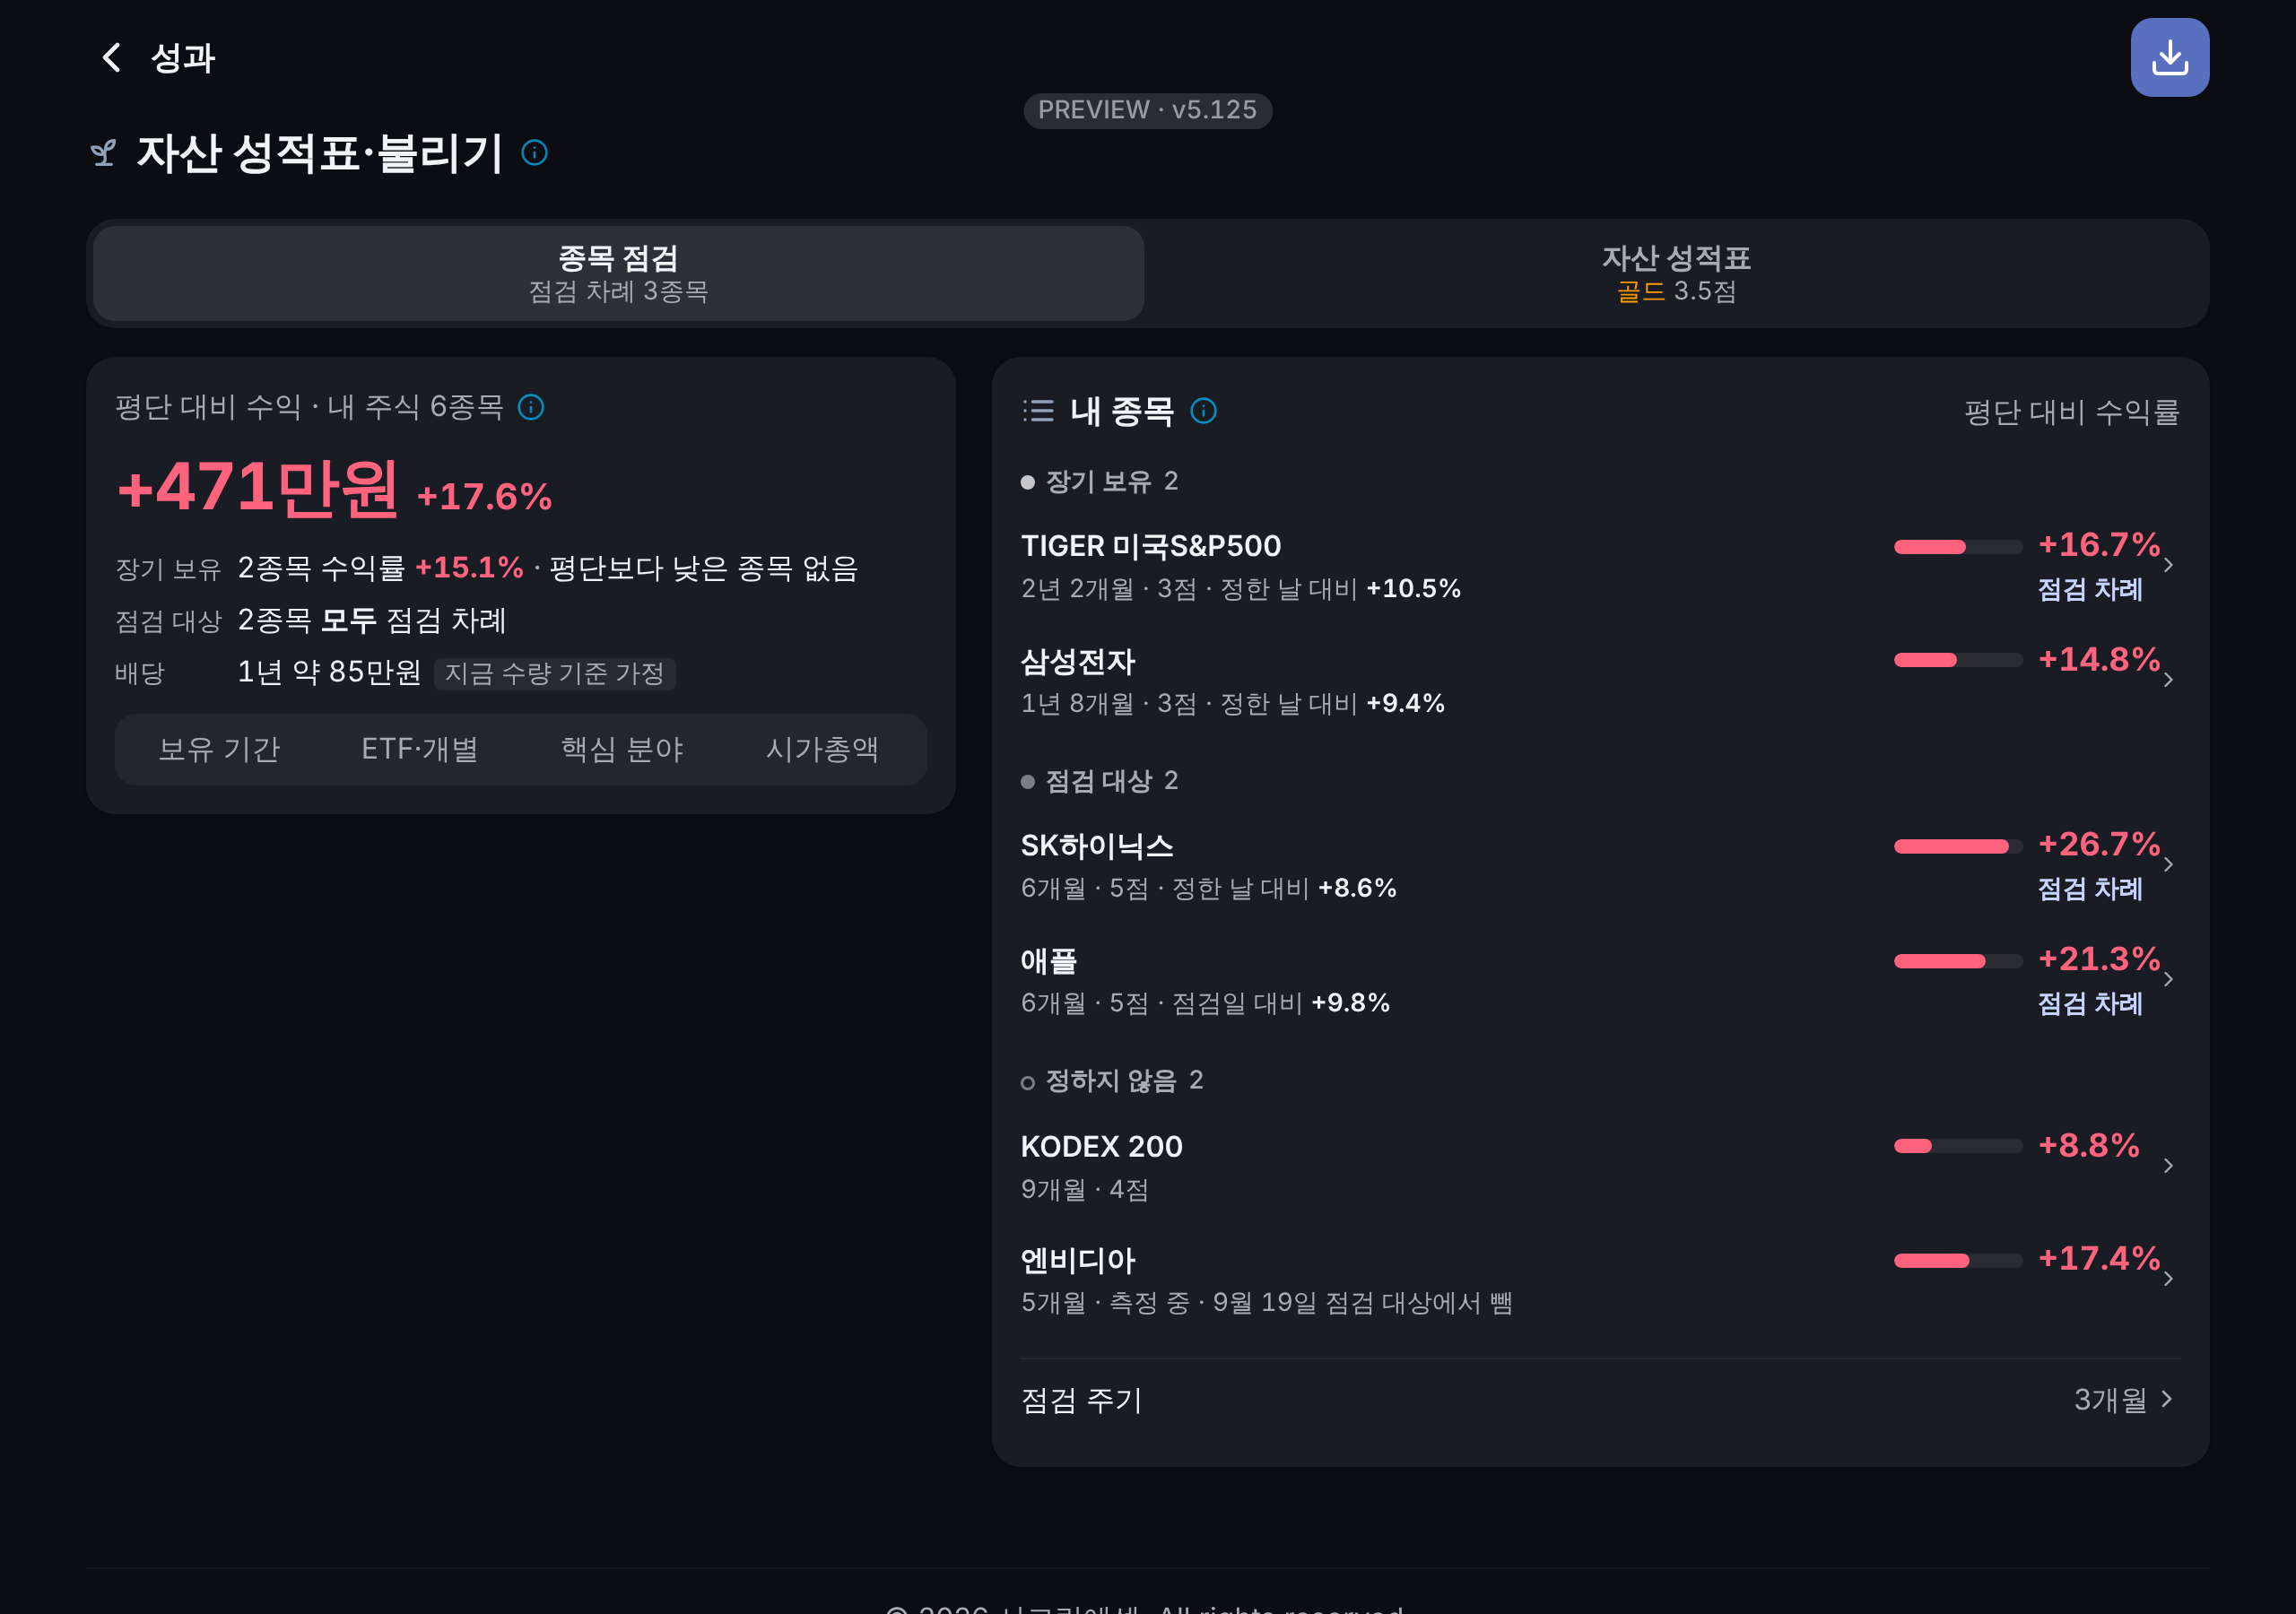 성과
PREVIEW · v5.125
자산 성적표·불리기
종목 점검
점검 차례 3종목
자산 성적표
골드 3.5점
평단 대비 수익 · 내 주식 6종목
+471만원 +17.6%
장기 보유 2종목 수익률 +15.1% · 평단보다 낮은 종목 없음
점검 대상 2종목 모두 점검 차례
배당 1년 약 85만원 지금 수량 기준 가정
보유 기간 ETF·개별 핵심 분야 시가총액
내 종목 평단 대비 수익률
장기 보유 2
TIGER 미국S&P500 +16.7%
2년 2개월 · 3점 · 정한 날 대비 +10.5% 점검 차례
삼성전자 +14.8%
1년 8개월 · 3점 · 정한 날 대비 +9.4%
점검 대상 2
SK하이닉스 +26.7%
6개월 · 5점 · 정한 날 대비 +8.6% 점검 차례
애플 +21.3%
6개월 · 5점 · 점검일 대비 +9.8% 점검 차례
정하지 않음 2
KODEX 200 +8.8%
9개월 · 4점
엔비디아 +17.4%
5개월 · 측정 중 · 9월 19일 점검 대상에서 뺌
점검 주기 3개월
© 2026 All rights reserved